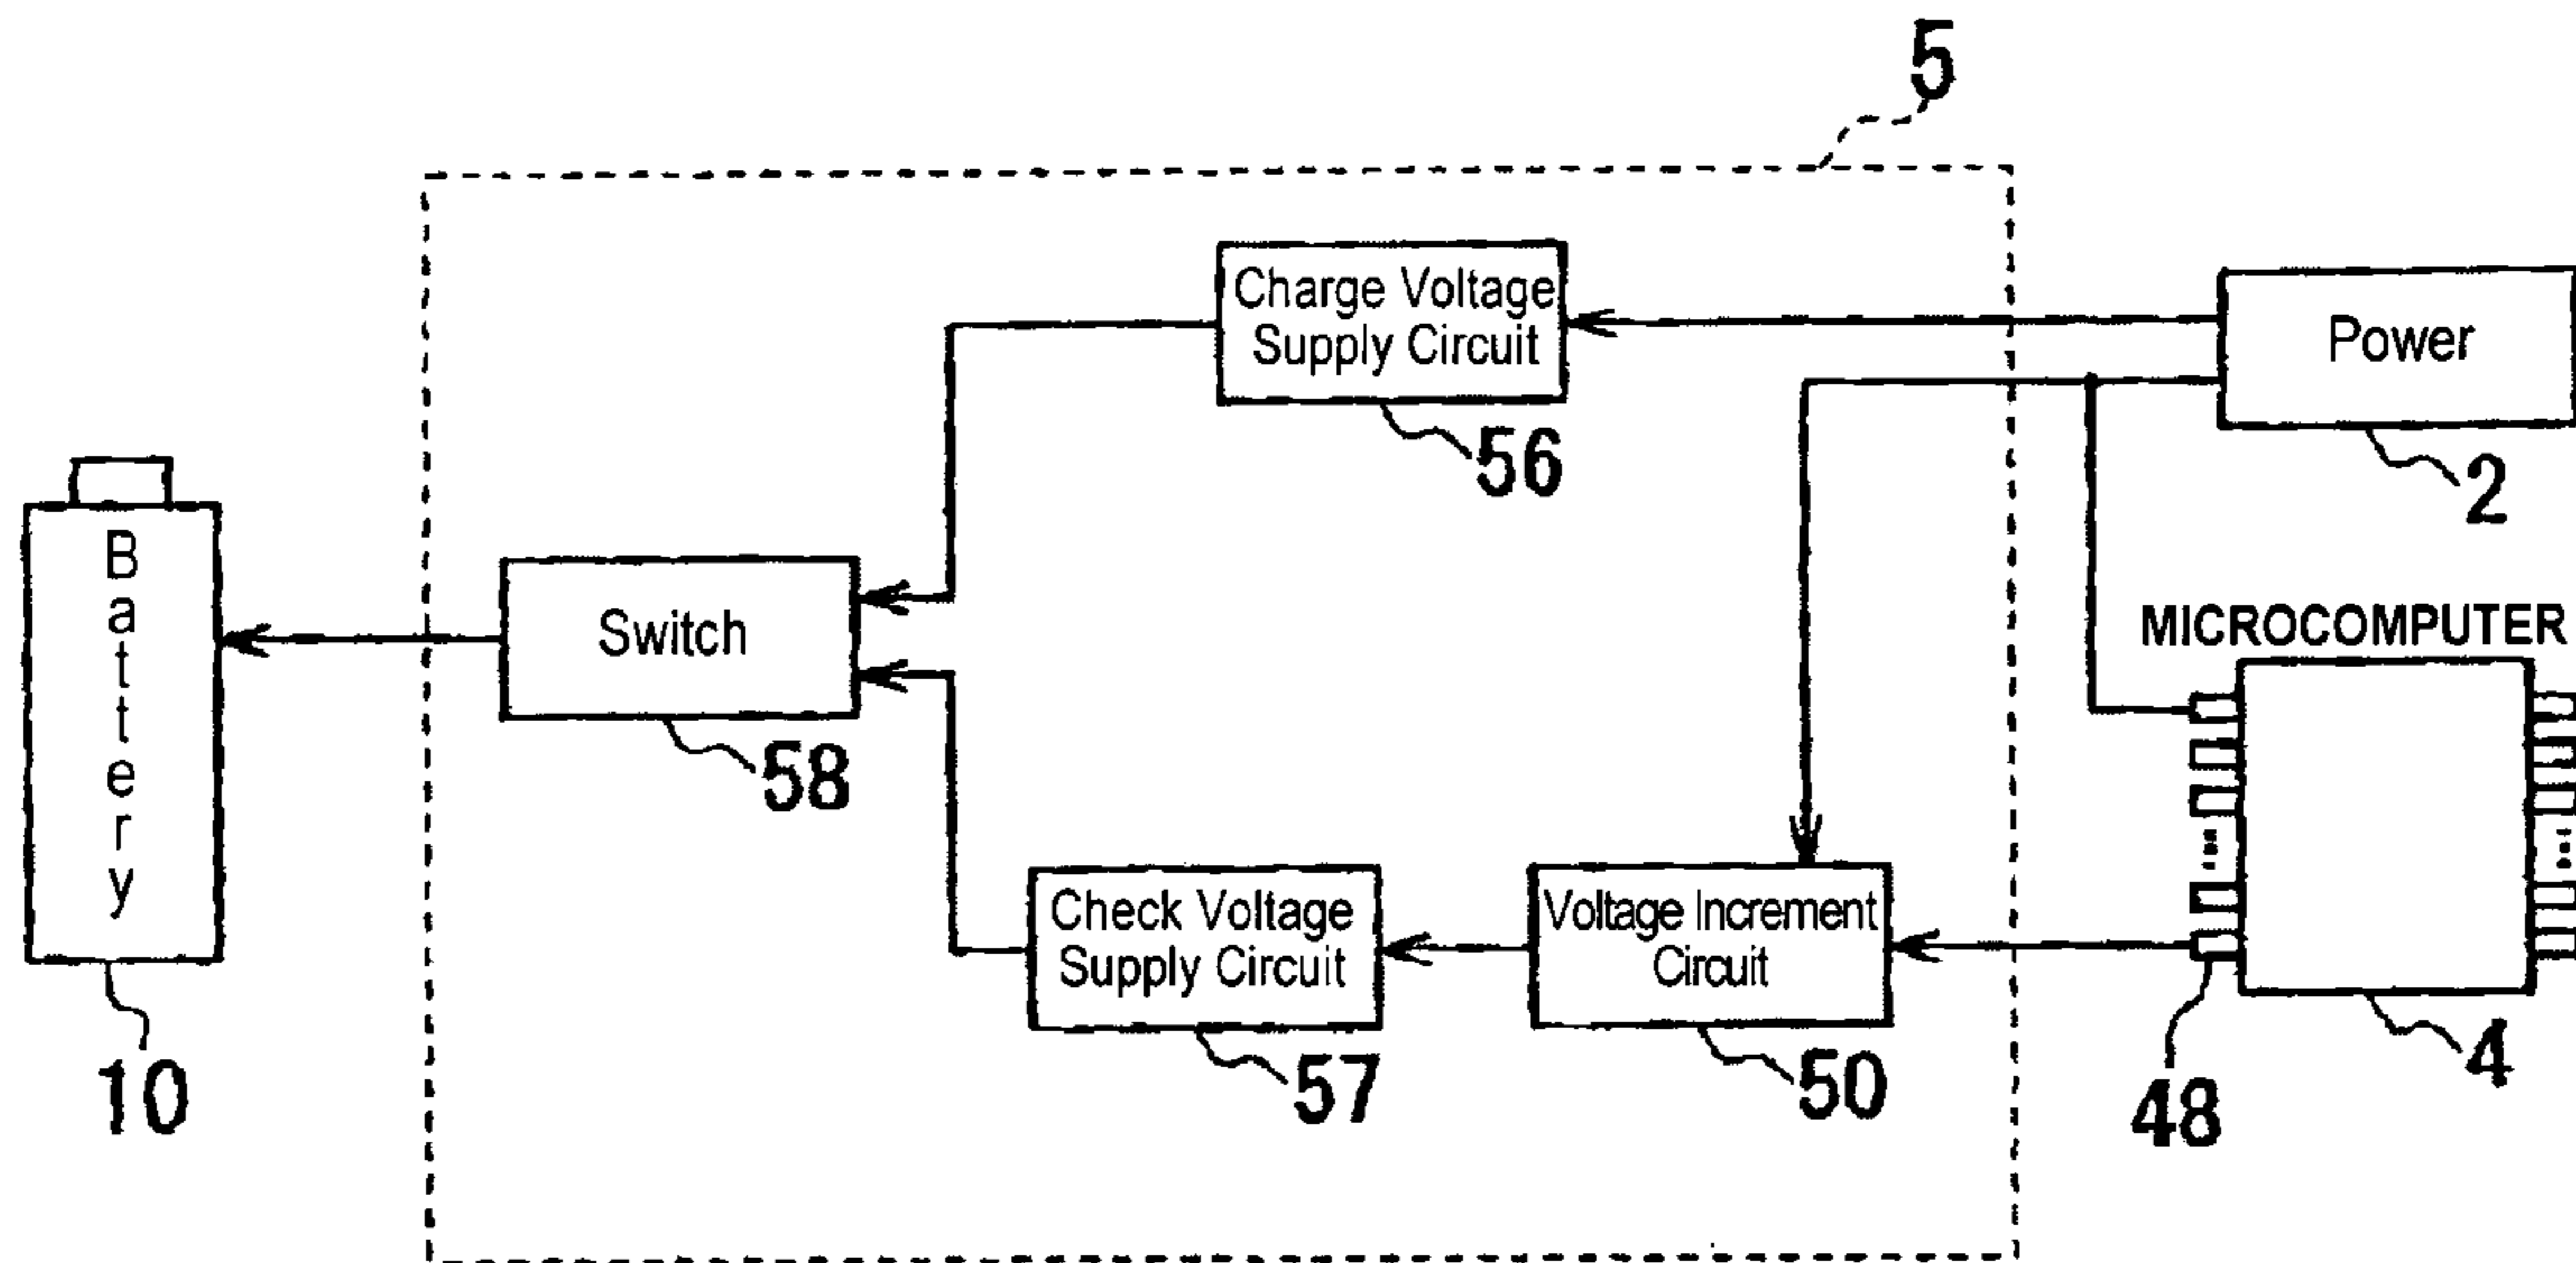 5
Charge Voltage
Supply Circuit
56
Power
2
Battery
10
Switch
58
MICROCOMPUTER
Check Voltage
Supply Circuit
57
Voltage Increment
Circuit
50
48
4